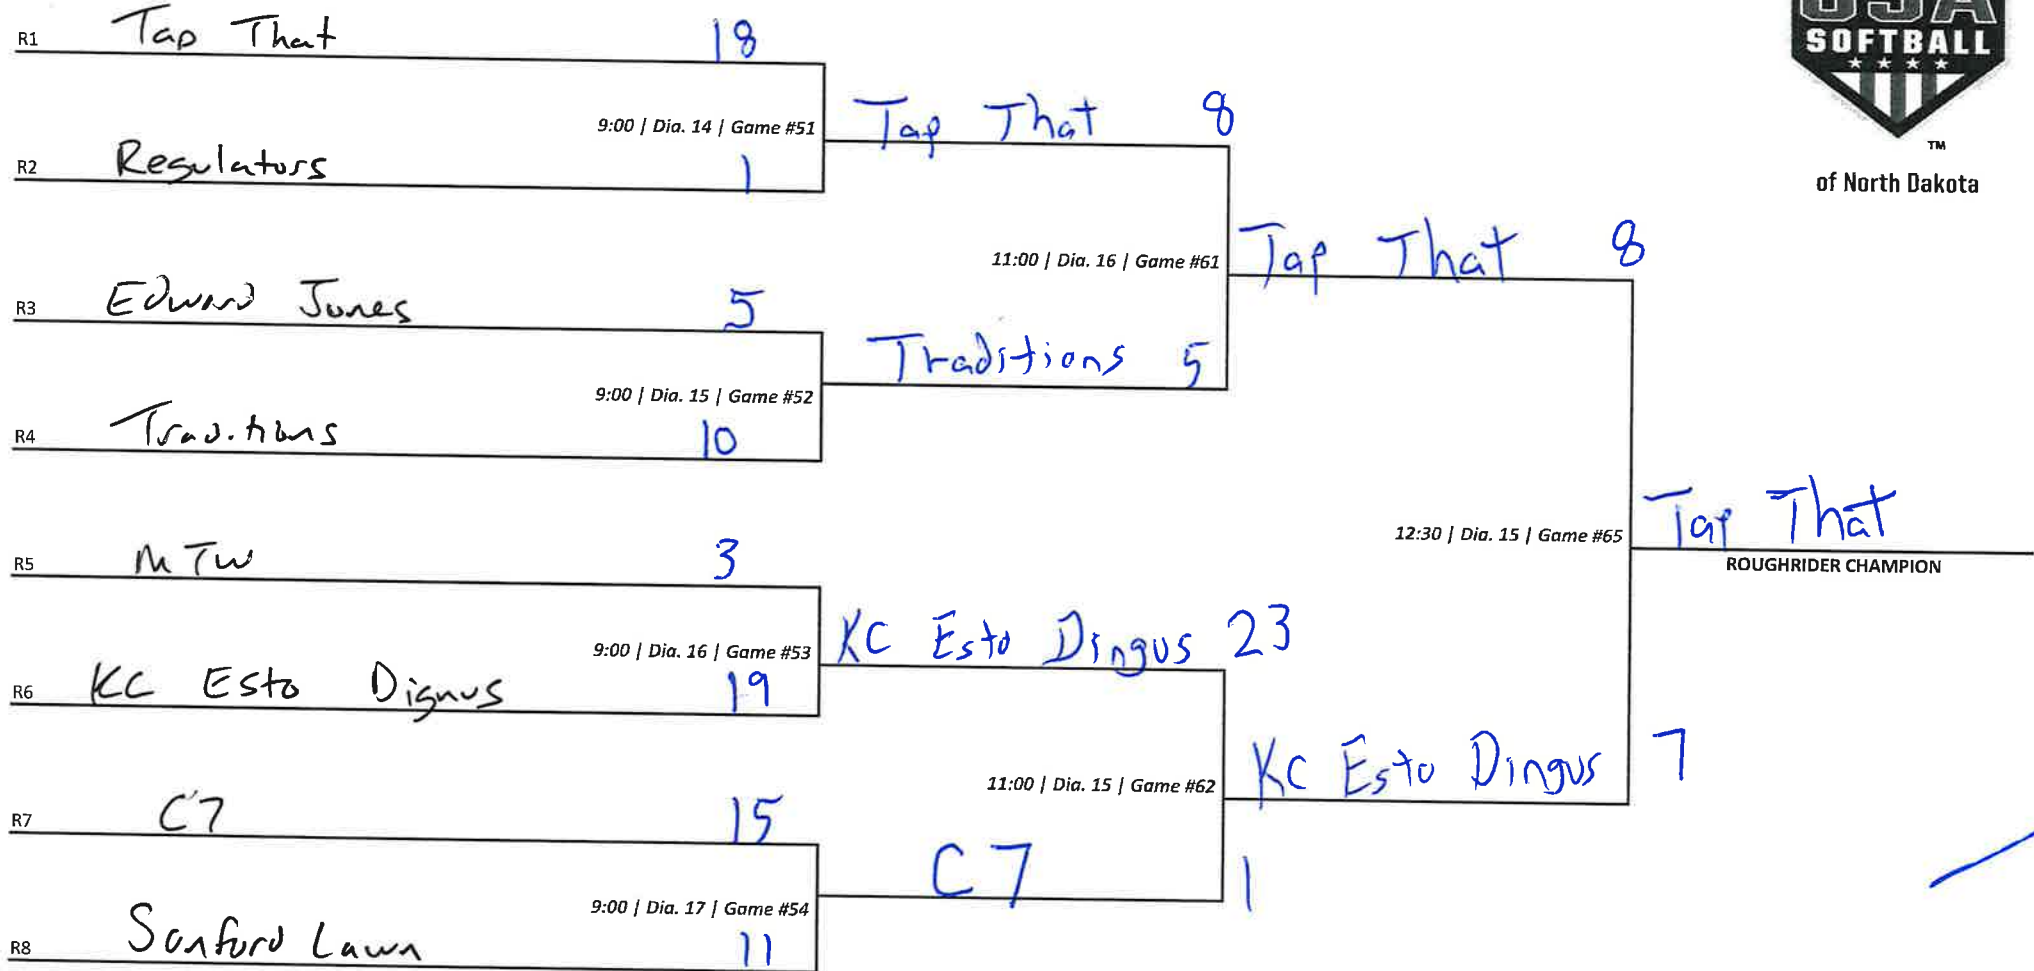 USA
SOFTBALL
TM
of North Dakota
R1 Tap That 18
9:00 | Dia. 14 | Game #51
R2 Regulators 1
Tap That 8
11:00 | Dia. 16 | Game #61
Tap That 8
R3 Edward Jones 5
9:00 | Dia. 15 | Game #52
Traditions 5
R4 Traditions 10
12:30 | Dia. 15 | Game #65
Tap That
ROUGHRIDER CHAMPION
R5 MTW 3
9:00 | Dia. 16 | Game #53
KC Esto Dingus 23
R6 KC Esto Dignus 19
11:00 | Dia. 15 | Game #62
KC Esto Dingus 7
R7 C7 15
9:00 | Dia. 17 | Game #54
C7 1
R8 Sanford Lawn 11